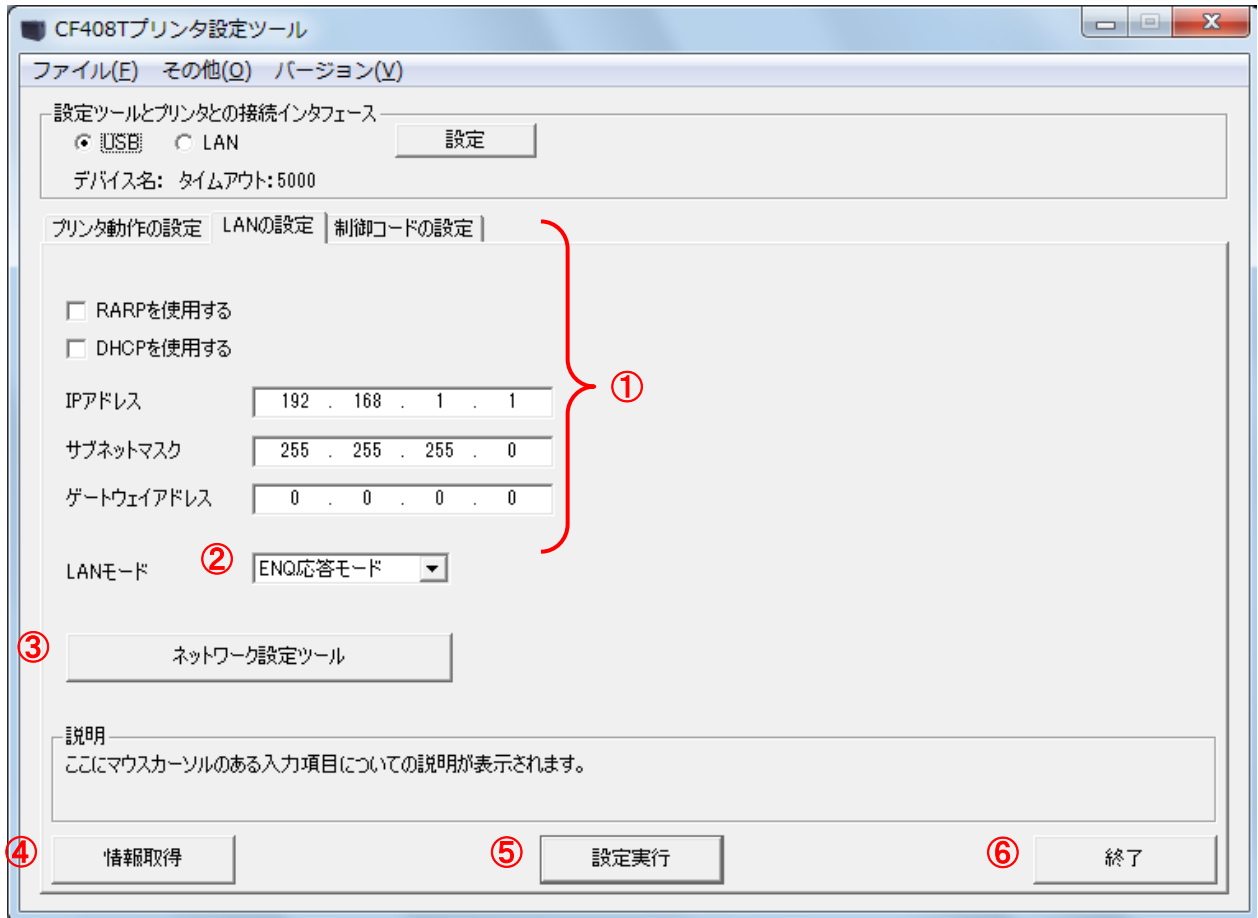 CF408Tプリンタ設定ツール
ファイル(F) その他(O) バージョン(V)
設定ツールとプリンタとの接続インタフェース
USB LAN 設定
デバイス名: タイムアウト:5000
プリンタ動作の設定 LANの設定 制御コードの設定
RARPを使用する
DHCPを使用する
①
IPアドレス 192 . 168 . 1 . 1
サブネットマスク 255 . 255 . 255 . 0
ゲートウェイアドレス 0 . 0 . 0 . 0
LANモード ② ENQ応答モード
③ ネットワーク設定ツール
説明
ここにマウスカーソルのある入力項目についての説明が表示されます。
④ 情報取得 ⑤ 設定実行 ⑥ 終了